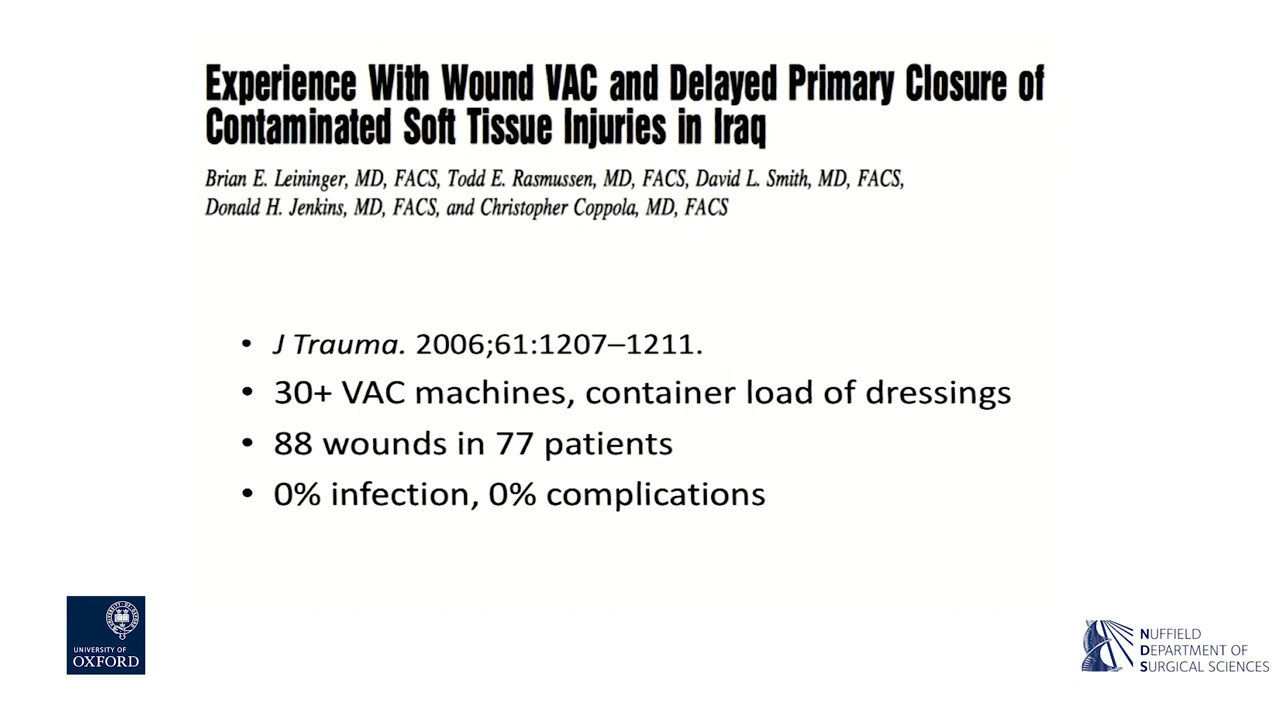 Experience With Wound VAC and Delayed Primary Closure of
Contaminated Soft Tissue Injuries in Iraq
Brian E. Leininger, MD, FACS, Todd E. Rasmussen, MD, FACS, David L. Smith, MD, FACS,
Donald H. Jenkins, MD, FACS, and Christopher Coppola, MD, FACS
• J Trauma. 2006;61:1207–1211.
• 30+ VAC machines, container load of dressings
• 88 wounds in 77 patients
• 0% infection, 0% complications
UNIVERSITY OF
OXFORD
NUFFIELD
DEPARTMENT OF
SURGICAL SCIENCES